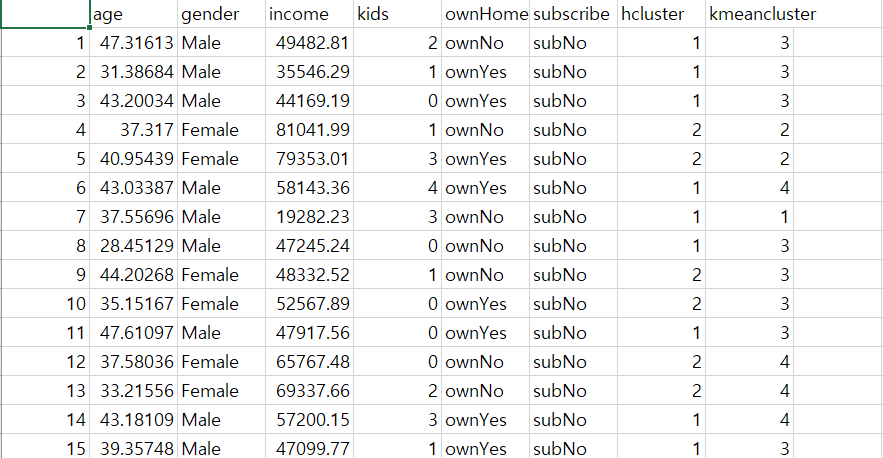 age gender income kids ownHome subscribe hcluster kmeancluster
1 47.31613 Male 49482.81 2 ownNo subNo 1 3
2 31.38684 Male 35546.29 1 ownYes subNo 1 3
3 43.20034 Male 44169.19 0 ownYes subNo 1 3
4 37.317 Female 81041.99 1 ownNo subNo 2 2
5 40.95439 Female 79353.01 3 ownYes subNo 2 2
6 43.03387 Male 58143.36 4 ownYes subNo 1 4
7 37.55696 Male 19282.23 3 ownNo subNo 1 1
8 28.45129 Male 47245.24 0 ownNo subNo 1 3
9 44.20268 Female 48332.52 1 ownNo subNo 2 3
10 35.15167 Female 52567.89 0 ownYes subNo 2 3
11 47.61097 Male 47917.56 0 ownYes subNo 1 3
12 37.58036 Female 65767.48 0 ownNo subNo 2 4
13 33.21556 Female 69337.66 2 ownNo subNo 2 4
14 43.18109 Male 57200.15 3 ownYes subNo 1 4
15 39.35748 Male 47099.77 1 ownYes subNo 1 3